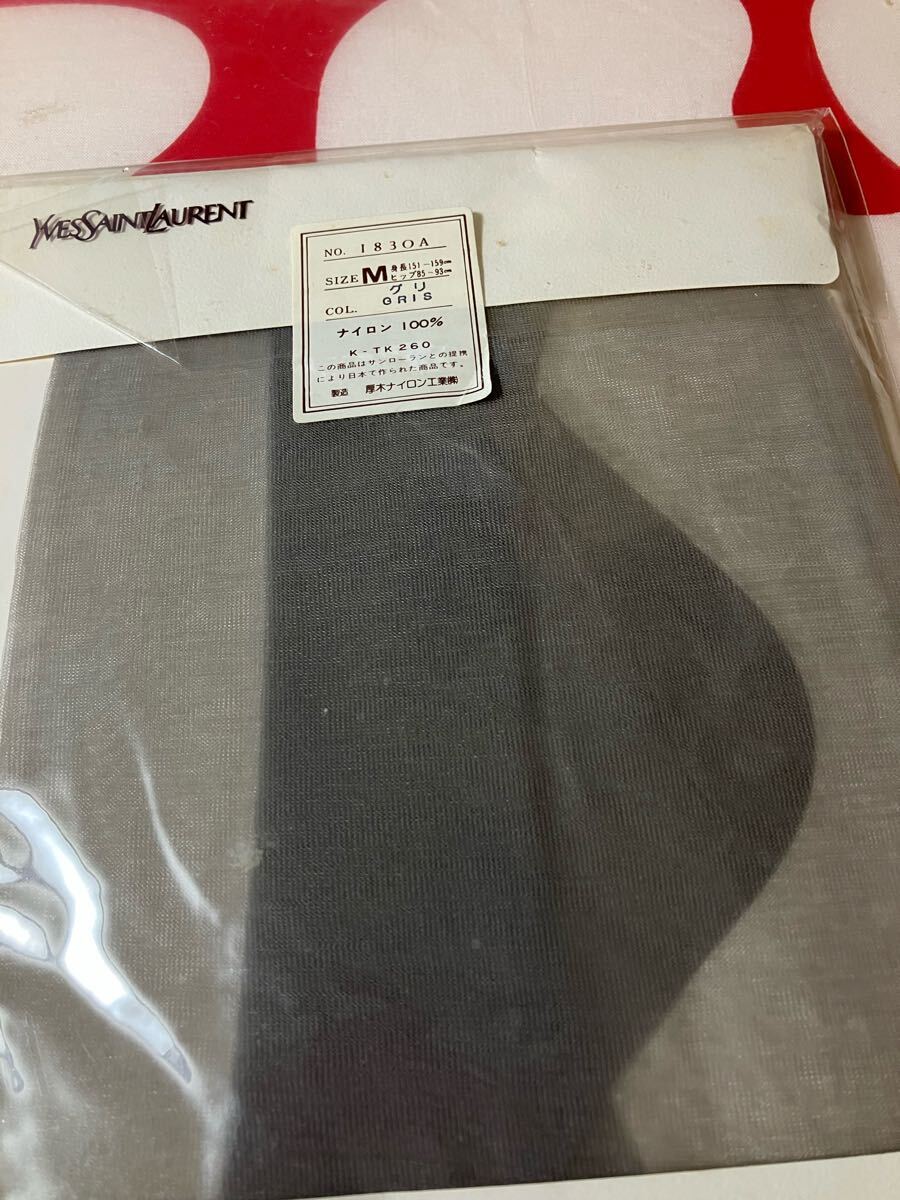 YVESSAINTLAURENT
NO. 1830A
SIZE M 身長151－159cm
ヒップ85－93cm
グリ
COL. GRIS
ナイロン 100%
K-TK260
この商品はサンローランとの提携
により日本で作られた商品です。
製造 厚木ナイロン工業㈱